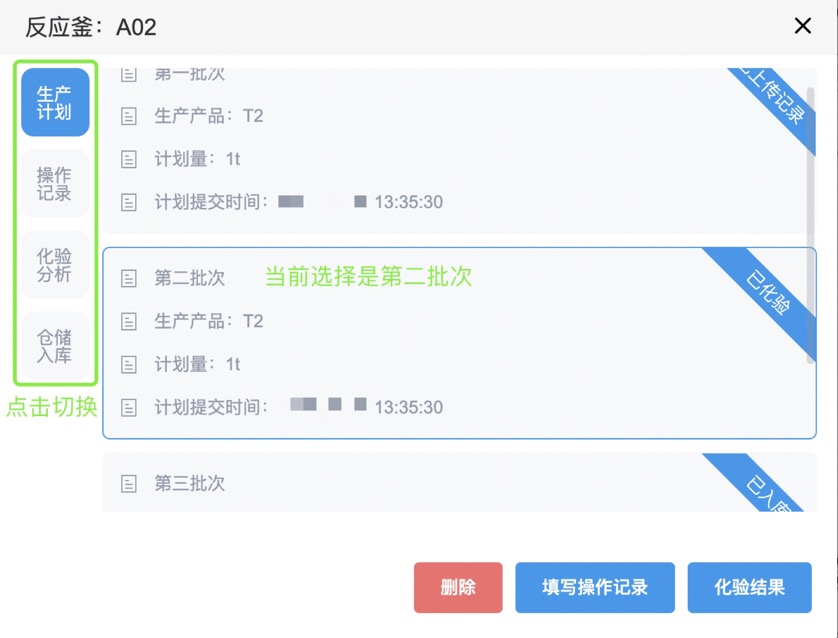 反应釜：A02
生产
计划
操作
记录
化验
分析
仓储
入库
点击切换
第一批次
生产产品：T2
计划量：1t
计划提交时间：13:35:30
已上传记录
第二批次
当前选择是第二批次
生产产品：T2
计划量：1t
计划提交时间：13:35:30
已化验
第三批次
已入库
删除
填写操作记录
化验结果